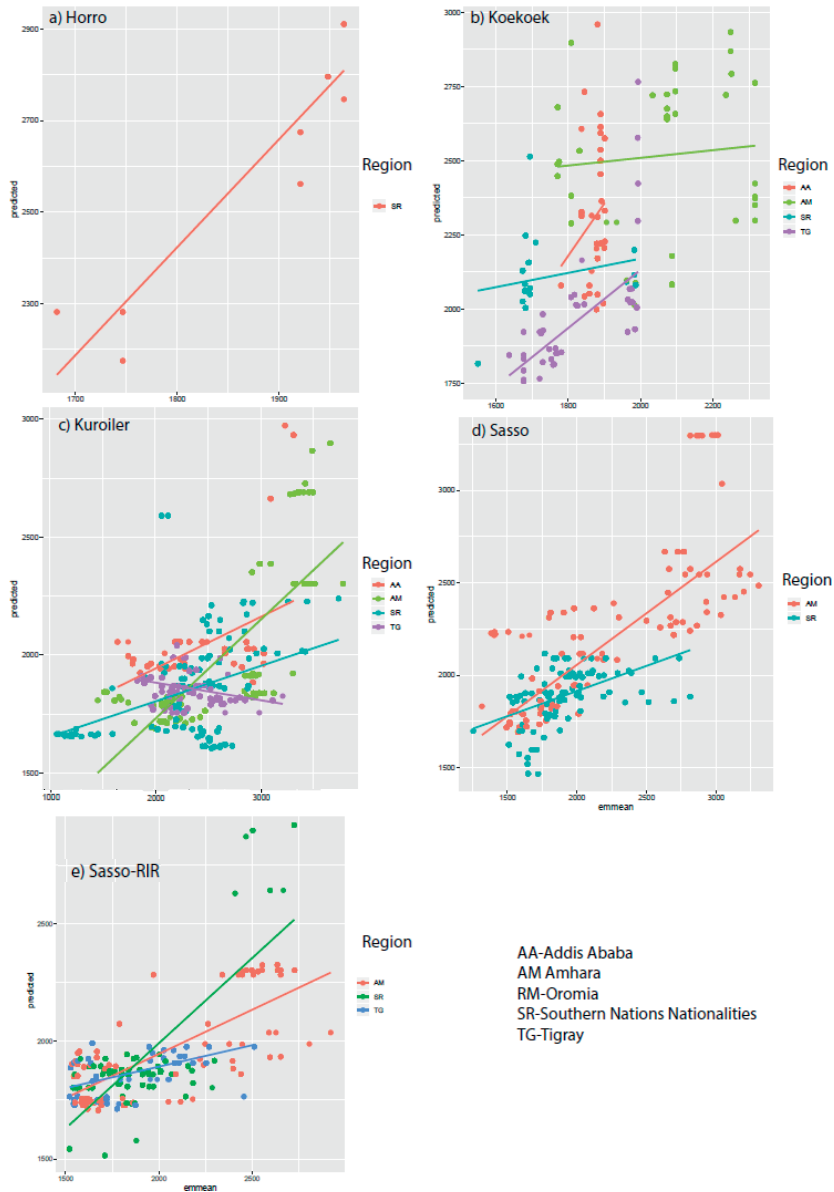 a) Horro
2900
2700
2500
2300
predicted
1700
1800
1900
Region
SR
b) Koekoek
3000
2750
2500
2250
2000
1750
predicted
1600
1800
2000
2200
Region
AA
AM
SR
TG
c) Kuroiler
3000
2500
2000
1500
predicted
1000
2000
3000
Region
AA
AM
SR
TG
d) Sasso
3000
2500
2000
1500
predicted
1500
2000
2500
3000
emmean
Region
AM
SR
e) Sasso-RIR
2500
2000
1500
predicted
1500
2000
2500
emmean
Region
AM
SR
TG
AA-Addis Ababa
AM Amhara
RM-Oromia
SR-Southern Nations Nationalities
TG-Tigray